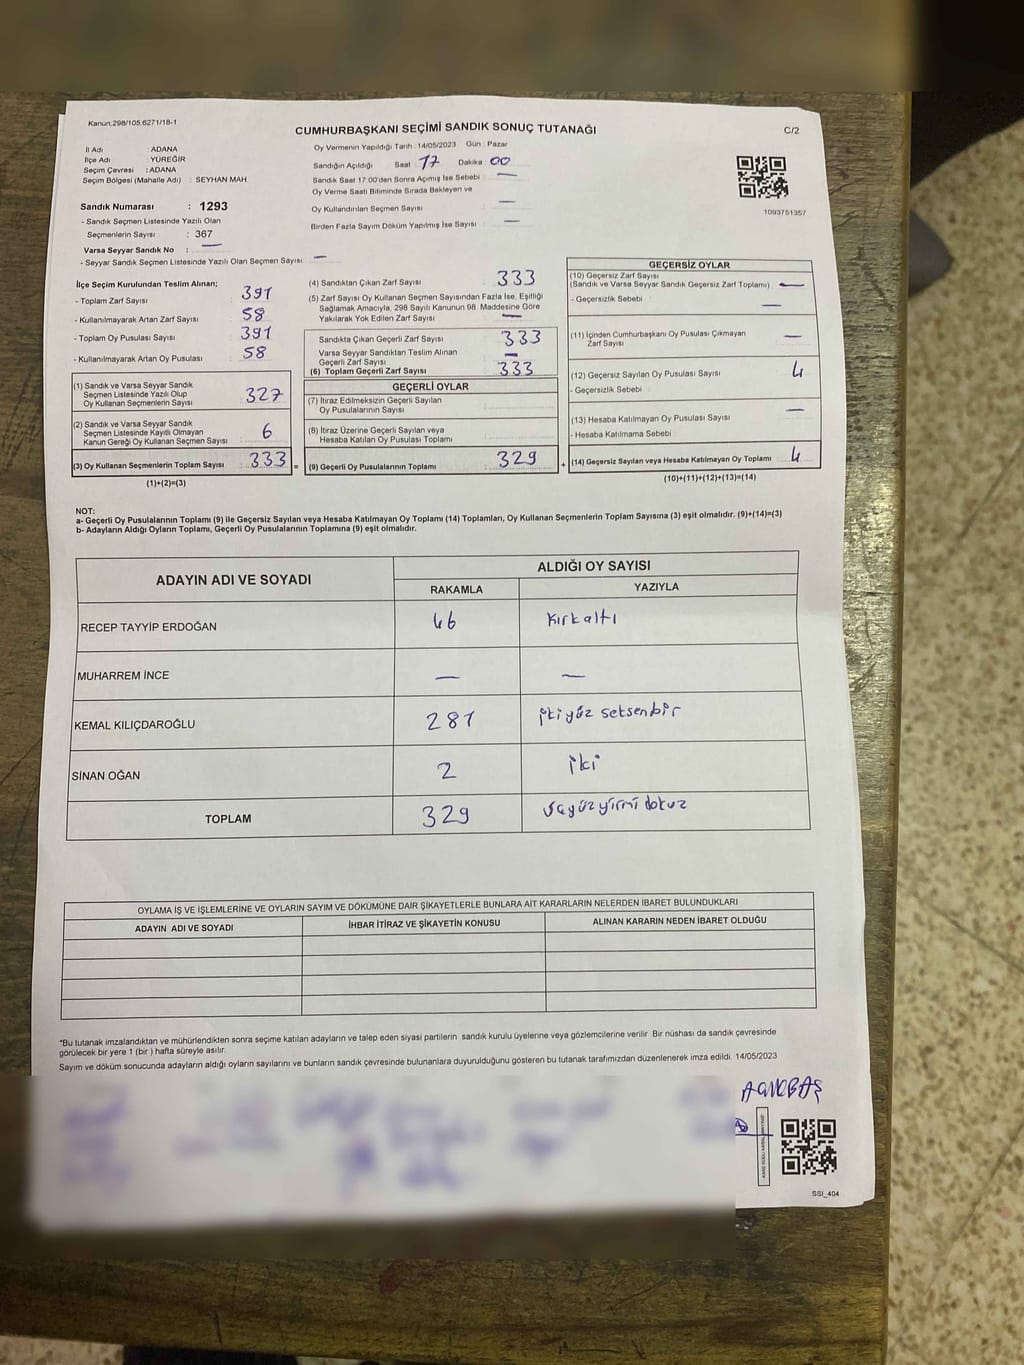 Kanun:298/105,6271/18-1
CUMHURBAŞKANI SEÇİMİ SANDIK SONUÇ TUTANAĞI
C/2
İl Adı : ADANA
İlçe Adı : YÜREĞİR
Seçim Çevresi : ADANA
Seçim Bölgesi (Mahalle Adı) : SEYHAN MAH.
Oy Vermenin Yapıldığı Tarih : 14/05/2023 Gün : Pazar
Sandığın Açıldığı Saat : 17 Dakika : 00
Sandık Saat 17:00'den Sonra Açılmış İse Sebebi : —
Oy Verme Saati Bitiminde Sırada Bekleyen ve
Oy Kullandırılan Seçmen Sayısı : —
Birden Fazla Sayım Döküm Yapılmış İse Sayısı : —
1093751357
Sandık Numarası : 1293
- Sandık Seçmen Listesinde Yazılı Olan
Seçmenlerin Sayısı : 367
Varsa Seyyar Sandık No : —
- Seyyar Sandık Seçmen Listesinde Yazılı Olan Seçmen Sayısı : —
İlçe Seçim Kurulundan Teslim Alınan;
- Toplam Zarf Sayısı : 391
- Kullanılmayarak Artan Zarf Sayısı : 58
- Toplam Oy Pusulası Sayısı : 391
- Kullanılmayarak Artan Oy Pusulası : 58
(1) Sandık ve Varsa Seyyar Sandık
Seçmen Listesinde Yazılı Olup
Oy Kullanan Seçmenlerin Sayısı : 327
(2) Sandık ve Varsa Seyyar Sandık
Seçmen Listesinde Kayıtlı Olmayan
Kanun Gereği Oy Kullanan Seçmen Sayısı : 6
(3) Oy Kullanan Seçmenlerin Toplam Sayısı : 333 =
(1)+(2)=(3)
(4) Sandıktan Çıkan Zarf Sayısı : 333
(5) Zarf Sayısı Oy Kullanan Seçmen Sayısından Fazla İse, Eşitliği
Sağlamak Amacıyla, 298 Sayılı Kanunun 98. Maddesine Göre
Yakılarak Yok Edilen Zarf Sayısı : —
Sandıkta Çıkan Geçerli Zarf Sayısı : 333
Varsa Seyyar Sandıktan Teslim Alınan
Geçerli Zarf Sayısı : —
(6) Toplam Geçerli Zarf Sayısı : 333
GEÇERLİ OYLAR
(7) İtiraz Edilmeksizin Geçerli Sayılan
Oy Pusulalarının Sayısı :
(8) İtiraz Üzerine Geçerli Sayılan veya
Hesaba Katılan Oy Pusulası Toplamı :
(9) Geçerli Oy Pusulalarının Toplamı : 329 +
GEÇERSİZ OYLAR
(10) Geçersiz Zarf Sayısı
(Sandık ve Varsa Seyyar Sandık Geçersiz Zarf Toplamı) : —
- Geçersizlik Sebebi : —
(11) İçinden Cumhurbaşkanı Oy Pusulası Çıkmayan
Zarf Sayısı : —
(12) Geçersiz Sayılan Oy Pusulası Sayısı : 4
- Geçersizlik Sebebi :
(13) Hesaba Katılmayan Oy Pusulası Sayısı : —
- Hesaba Katılmama Sebebi :
(14) Geçersiz Sayılan veya Hesaba Katılmayan Oy Toplamı : 4
(10)+(11)+(12)+(13)=(14)
NOT:
a- Geçerli Oy Pusulalarının Toplamı (9) ile Geçersiz Sayılan veya Hesaba Katılmayan Oy Toplamı (14) Toplamları, Oy Kullanan Seçmenlerin Toplam Sayısına (3) eşit olmalıdır. (9)+(14)=(3)
b- Adayların Aldığı Oyların Toplamı, Geçerli Oy Pusulalarının Toplamına (9) eşit olmalıdır.
ADAYIN ADI VE SOYADI
ALDIĞI OY SAYISI
RAKAMLA YAZIYLA
RECEP TAYYİP ERDOĞAN 46 Kırkaltı
MUHARREM İNCE — —
KEMAL KILIÇDAROĞLU 281 ikiyüz seksenbir
SİNAN OĞAN 2 iki
TOPLAM 329 üçyüzyirmi dokuz
OYLAMA İŞ VE İŞLEMLERİNE VE OYLARIN SAYIM VE DÖKÜMÜNE DAİR ŞİKAYETLERLE BUNLARA AİT KARARLARIN NELERDEN İBARET BULUNDUKLARI
ADAYIN ADI VE SOYADI İHBAR İTİRAZ VE ŞİKAYETİN KONUSU ALINAN KARARIN NEDEN İBARET OLDUĞU
*Bu tutanak imzalandıktan ve mühürlendikten sonra seçime katılan adayların ve talep eden siyasi partilerin sandık kurulu üyelerine veya gözlemcilerine verilir. Bir nüshası da sandık çevresinde
görülecek bir yere 1 (bir) hafta süreyle asılır.
Sayım ve döküm sonucunda adayların aldığı oyların sayılarını ve bunların sandık çevresinde bulunanlara duyurulduğunu gösteren bu tutanak tarafımızdan düzenlenerek imza edildi. 14/05/2023
SSI_404